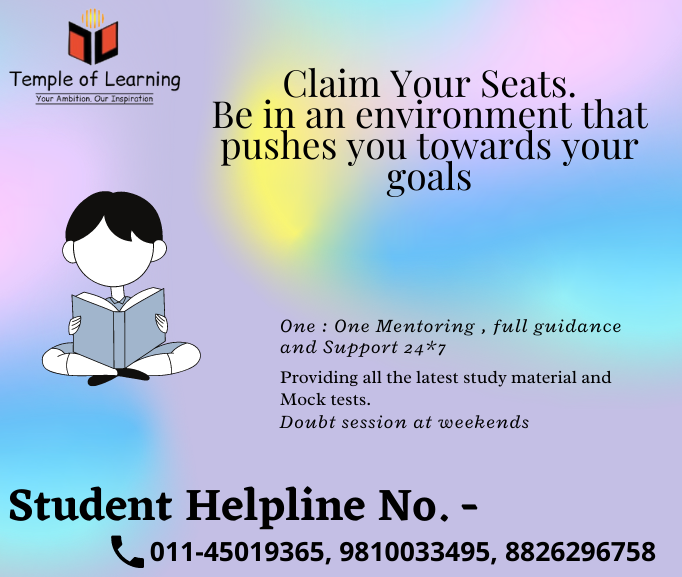 Temple of Learning
Your Ambition, Our Inspiration
Claim Your Seats.
Be in an environment that
pushes you towards your
goals
One : One Mentoring , full guidance
and Support 24*7
Providing all the latest study material and
Mock tests.
Doubt session at weekends
Student Helpline No. -
011-45019365, 9810033495, 8826296758